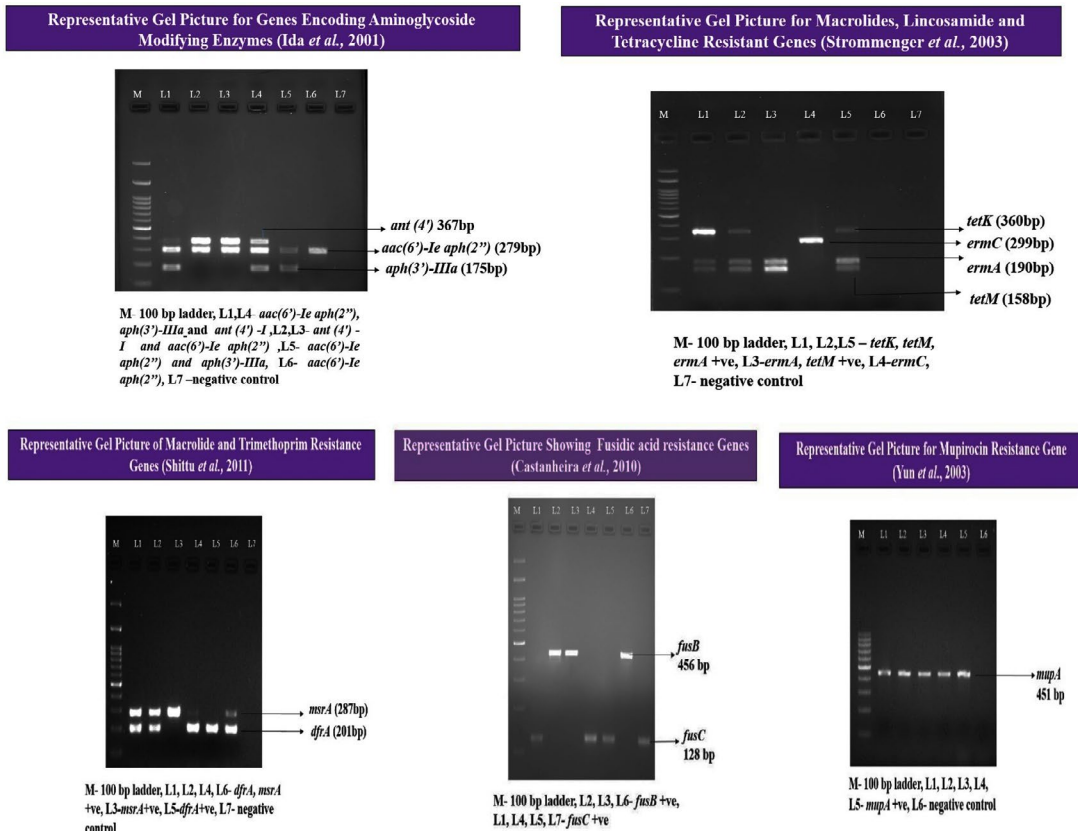 Representative Gel Picture for Genes Encoding Aminoglycoside
Modifying Enzymes (Ida et al., 2001)
M L1 L2 L3 L4 L5 L6 L7
ant (4') 367bp
aac(6')-Ie aph(2'') (279bp)
aph(3')-IIIa (175bp)
M- 100 bp ladder, L1,L4- aac(6')-Ie aph(2''),
aph(3')-IIIa and ant (4') -I ,L2,L3- ant (4') -
I and aac(6')-Ie aph(2'') ,L5- aac(6')-Ie
aph(2'') and aph(3')-IIIa, L6- aac(6')-Ie
aph(2''), L7 –negative control
Representative Gel Picture for Macrolides, Lincosamide and
Tetracycline Resistant Genes (Strommenger et al., 2003)
M L1 L2 L3 L4 L5 L6 L7
tetK (360bp)
ermC (299bp)
ermA (190bp)
tetM (158bp)
M- 100 bp ladder, L1, L2,L5 – tetK, tetM,
ermA +ve, L3-ermA, tetM +ve, L4-ermC,
L7- negative control
Representative Gel Picture of Macrolide and Trimethoprim Resistance
Genes (Shittu et al., 2011)
M L1 L2 L3 L4 L5 L6 L7
msrA (287bp)
dfrA (201bp)
M- 100 bp ladder, L1, L2, L4, L6- dfrA, msrA
+ve, L3-msrA+ve, L5-dfrA+ve, L7- negative
control
Representative Gel Picture Showing Fusidic acid resistance Genes
(Castanheira et al., 2010)
M L1 L2 L3 L4 L5 L6 L7
fusB
456 bp
fusC
128 bp
M- 100 bp ladder, L2, L3, L6- fusB +ve,
L1, L4, L5, L7- fusC +ve
Representative Gel Picture for Mupirocin Resistance Gene
(Yun et al., 2003)
M L1 L2 L3 L4 L5 L6
mupA
451 bp
M- 100 bp ladder, L1, L2, L3, L4,
L5- mupA +ve, L6- negative control